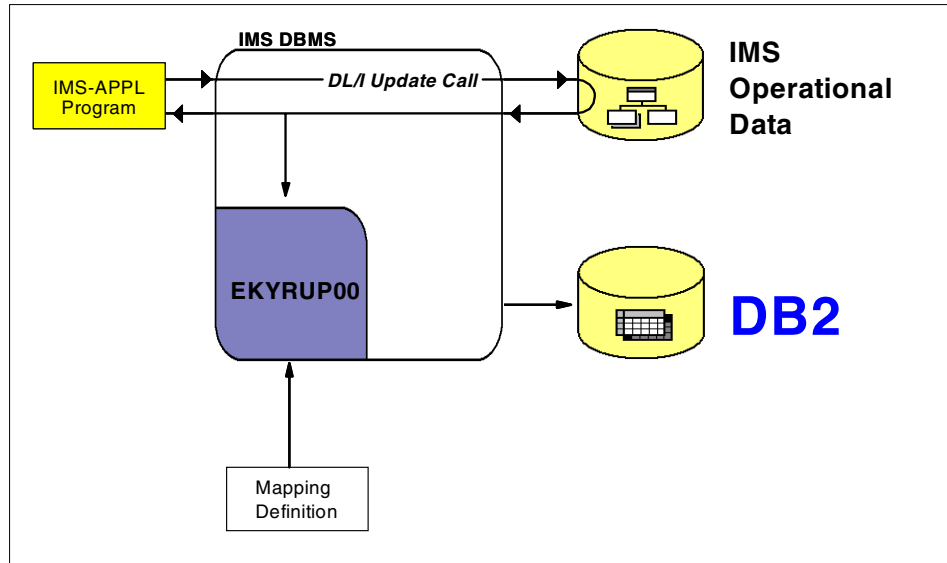 IMS DBMS
IMS-APPL
Program
DL/I Update Call
IMS
Operational
Data
EKYRUP00
DB2
Mapping
Definition